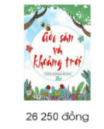 Góc sân
và
khoảng trời
26 250 đồng